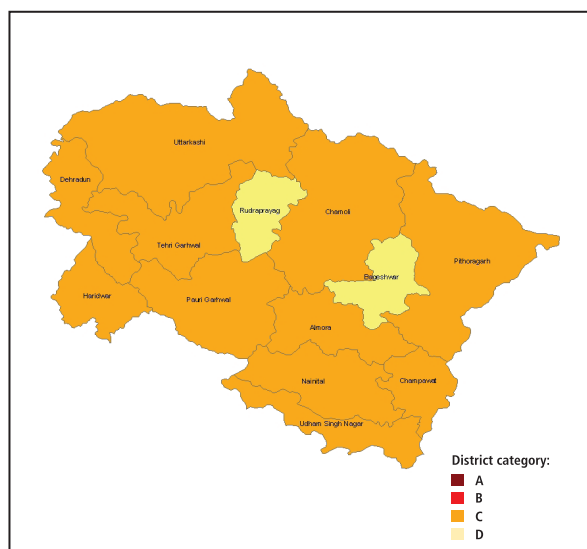 Uttarkashi
Dehradun
Rudraprayag
Chamoli
Tehri Garhwal
Pithoragarh
Bageshwar
Haridwar
Pauri Garhwal
Almora
Nainital
Champawat
Udham Singh Nagar
District category:
A
B
C
D